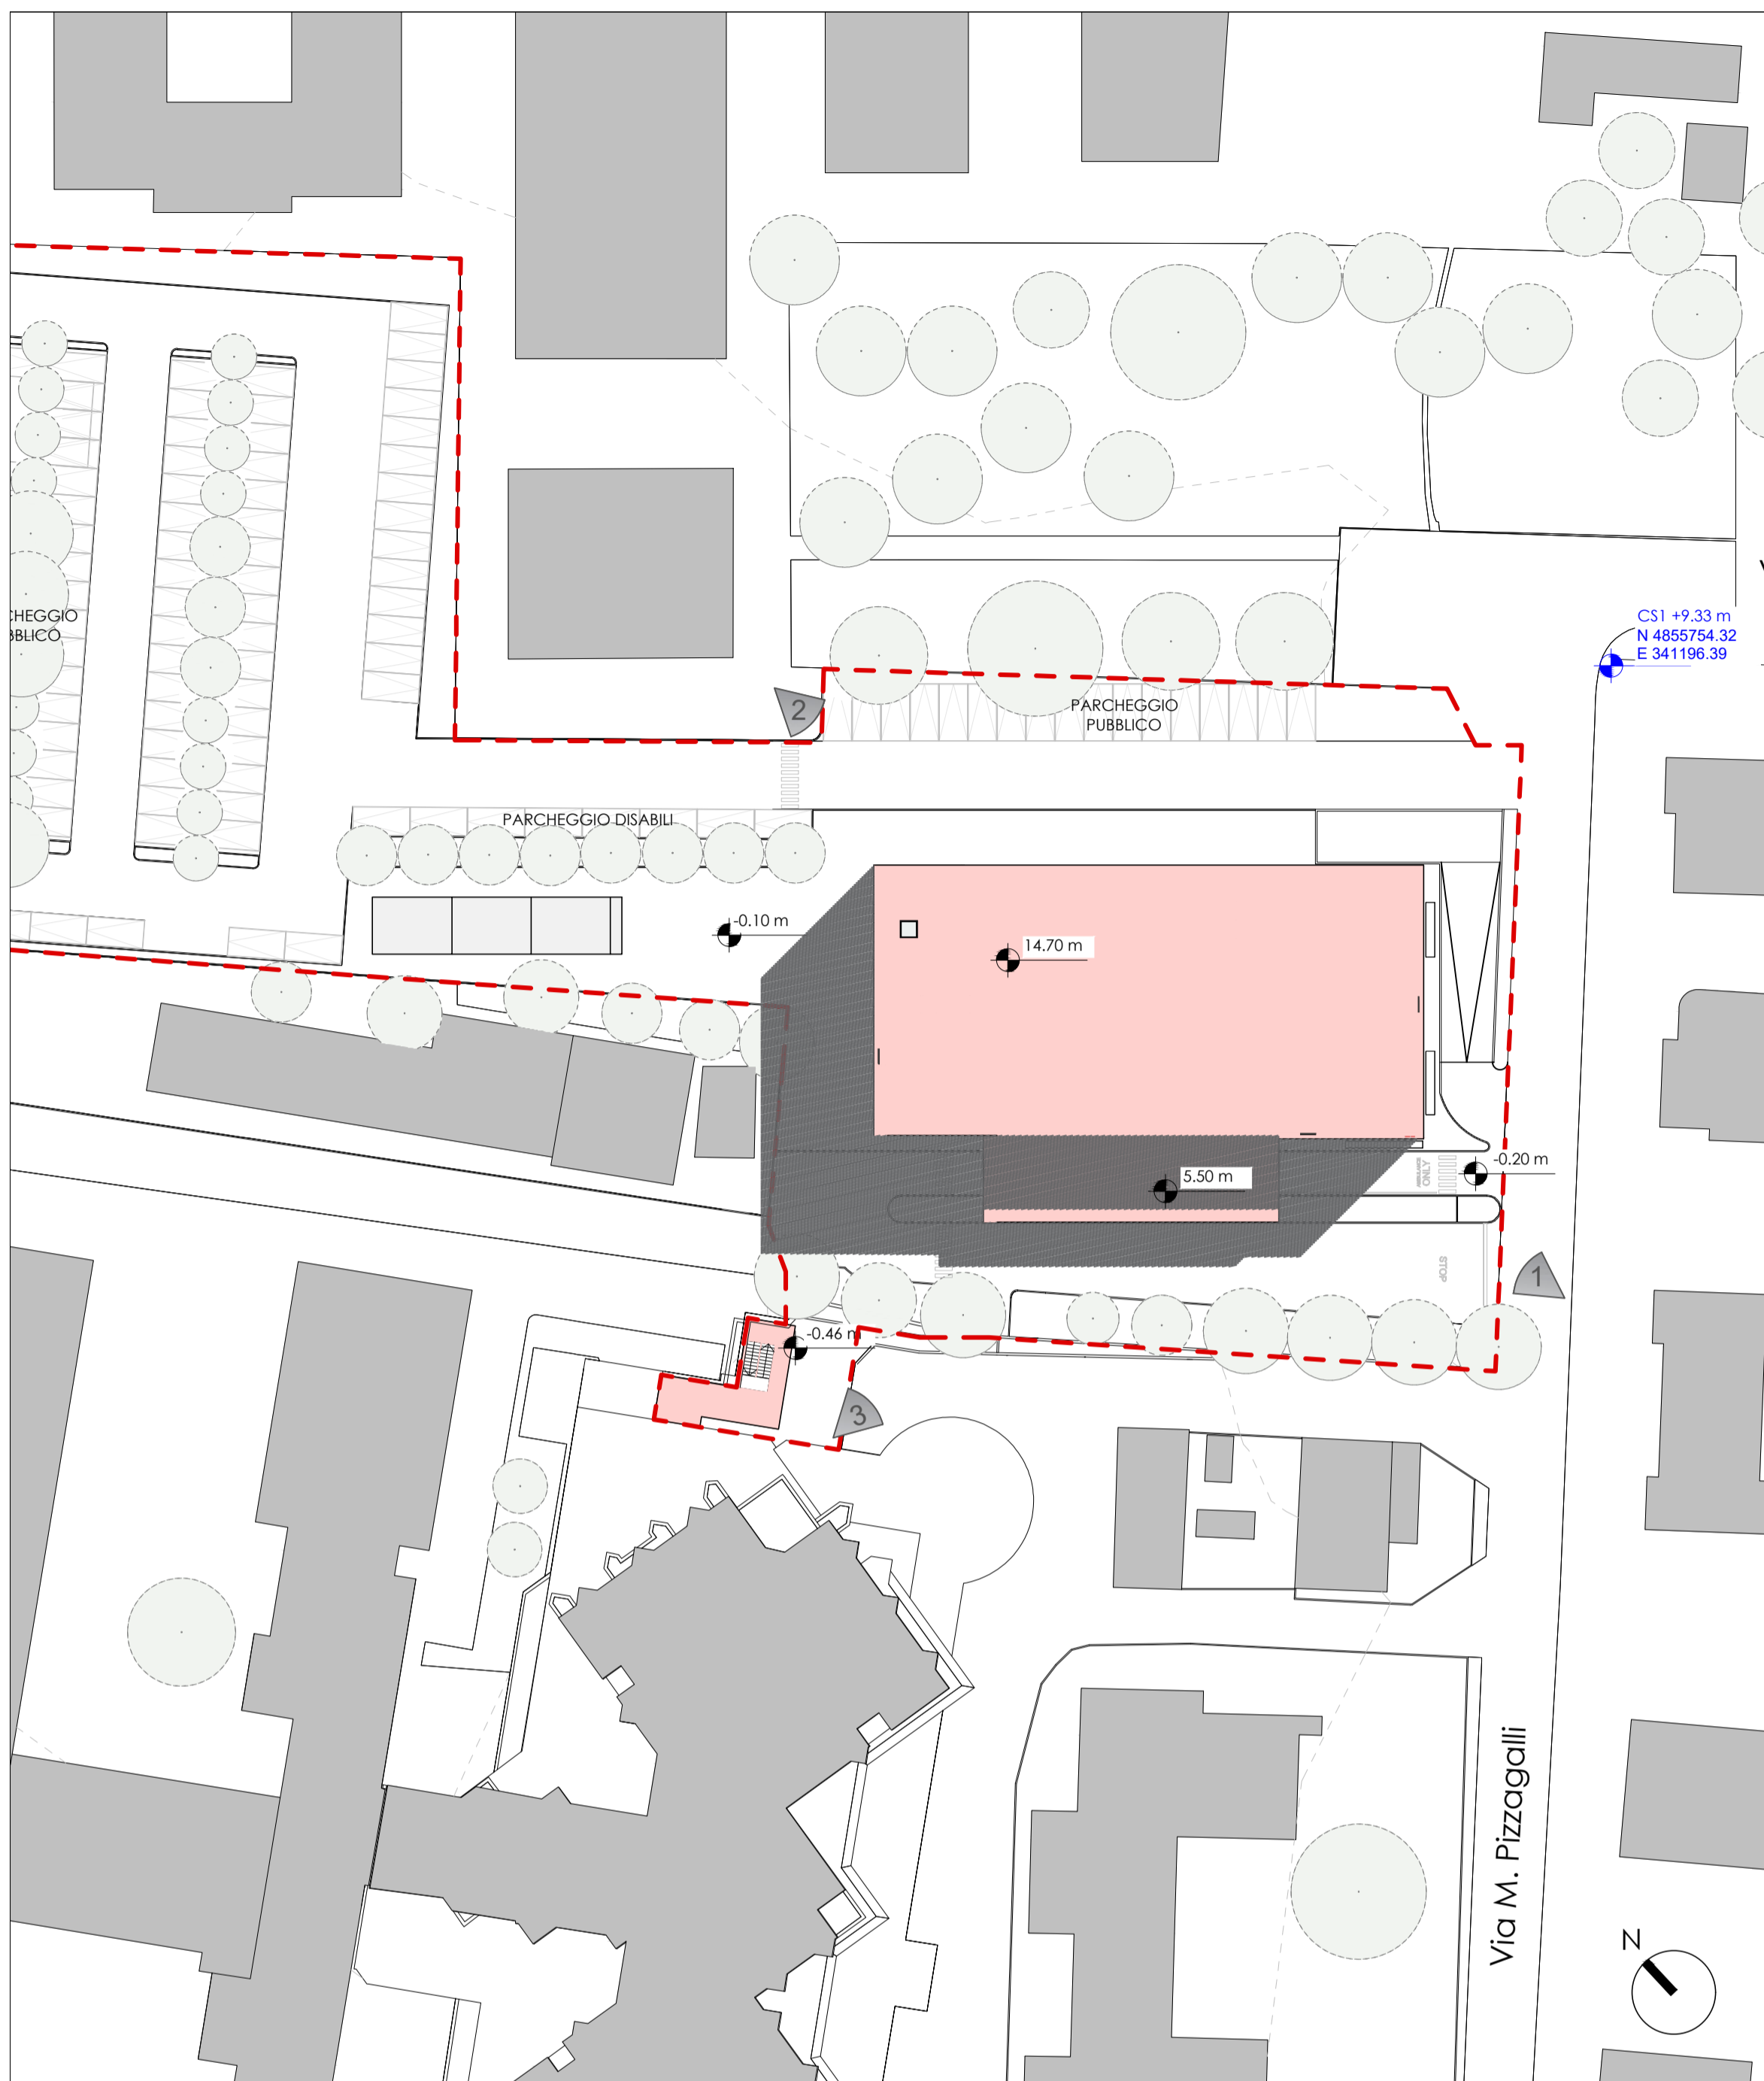 CS1 +9.33 m
N 4855754.32
E 341196.39
CHEGGIO
BBLICO
2
PARCHEGGIO
PUBBLICO
PARCHEGGIO DISABILI
-0.10 m
14.70 m
-0.20 m
ONLY
5.50 m
STOP
1
-0.46 m
3
Via M. Pizzagalli
N